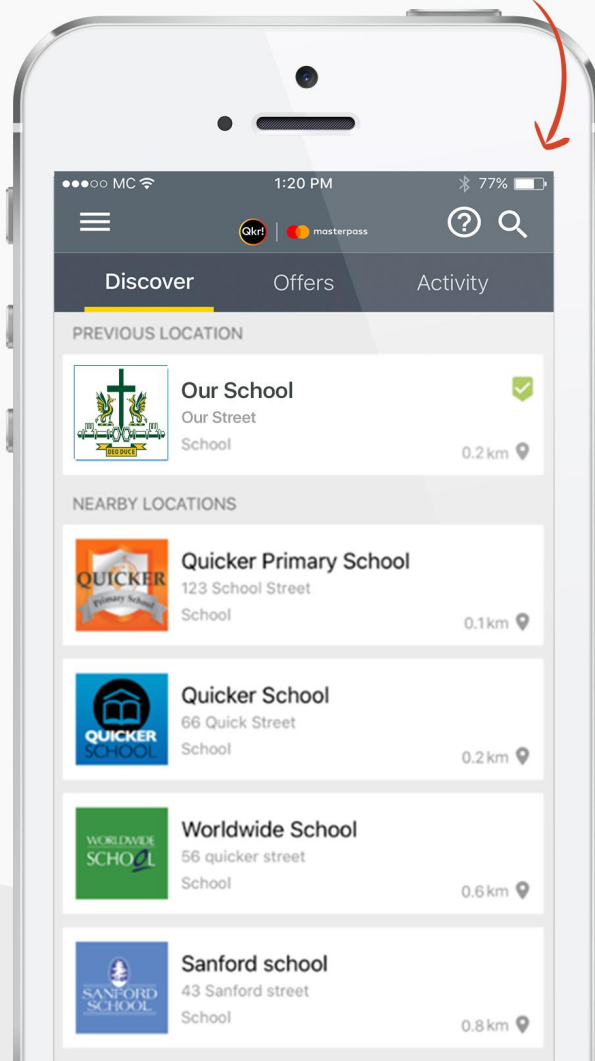 MC 1:20 PM 77%
Qkr! masterpass
Discover Offers Activity
PREVIOUS LOCATION
DEO DUCE
Our School
Our Street
School
0.2 km
NEARBY LOCATIONS
QUICKER
Primary School
Quicker Primary School
123 School Street
School
0.1 km
QUICKER
SCHOOL
Quicker School
66 Quick Street
School
0.2 km
WORLDWIDE
SCHOOL
Worldwide School
56 quicker street
School
0.6 km
SANFORD
SCHOOL
Sanford school
43 Sanford street
School
0.8 km